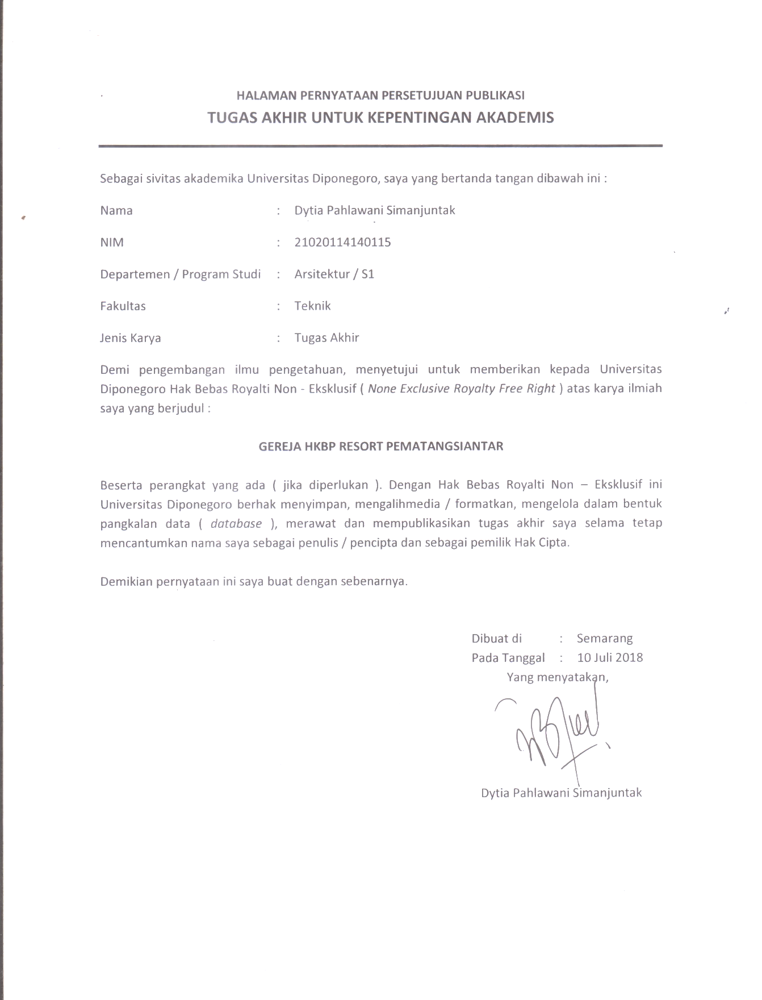 HALAMAN PERNYATAAN PERSETUJUAN PUBLIKASI
TUGAS AKHIR UNTUK KEPENTINGAN AKADEMIS
Sebagai sivitas akademika Universitas Diponegoro, saya yang bertanda tangan dibawah ini :
Nama : Dytia Pahlawani Simanjuntak
NIM : 21020114140115
Departemen / Program Studi : Arsitektur / S1
Fakultas : Teknik
Jenis Karya : Tugas Akhir
Demi pengembangan ilmu pengetahuan, menyetujui untuk memberikan kepada Universitas
Diponegoro Hak Bebas Royalti Non - Eksklusif ( None Exclusive Royalty Free Right ) atas karya ilmiah
saya yang berjudul :
GEREJA HKBP RESORT PEMATANGSIANTAR
Beserta perangkat yang ada ( jika diperlukan ). Dengan Hak Bebas Royalti Non – Eksklusif ini
Universitas Diponegoro berhak menyimpan, mengalihmedia / formatkan, mengelola dalam bentuk
pangkalan data ( database ), merawat dan mempublikasikan tugas akhir saya selama tetap
mencantumkan nama saya sebagai penulis / pencipta dan sebagai pemilik Hak Cipta.
Demikian pernyataan ini saya buat dengan sebenarnya.
Dibuat di : Semarang
Pada Tanggal : 10 Juli 2018
Yang menyatakan,
Dytia Pahlawani Simanjuntak